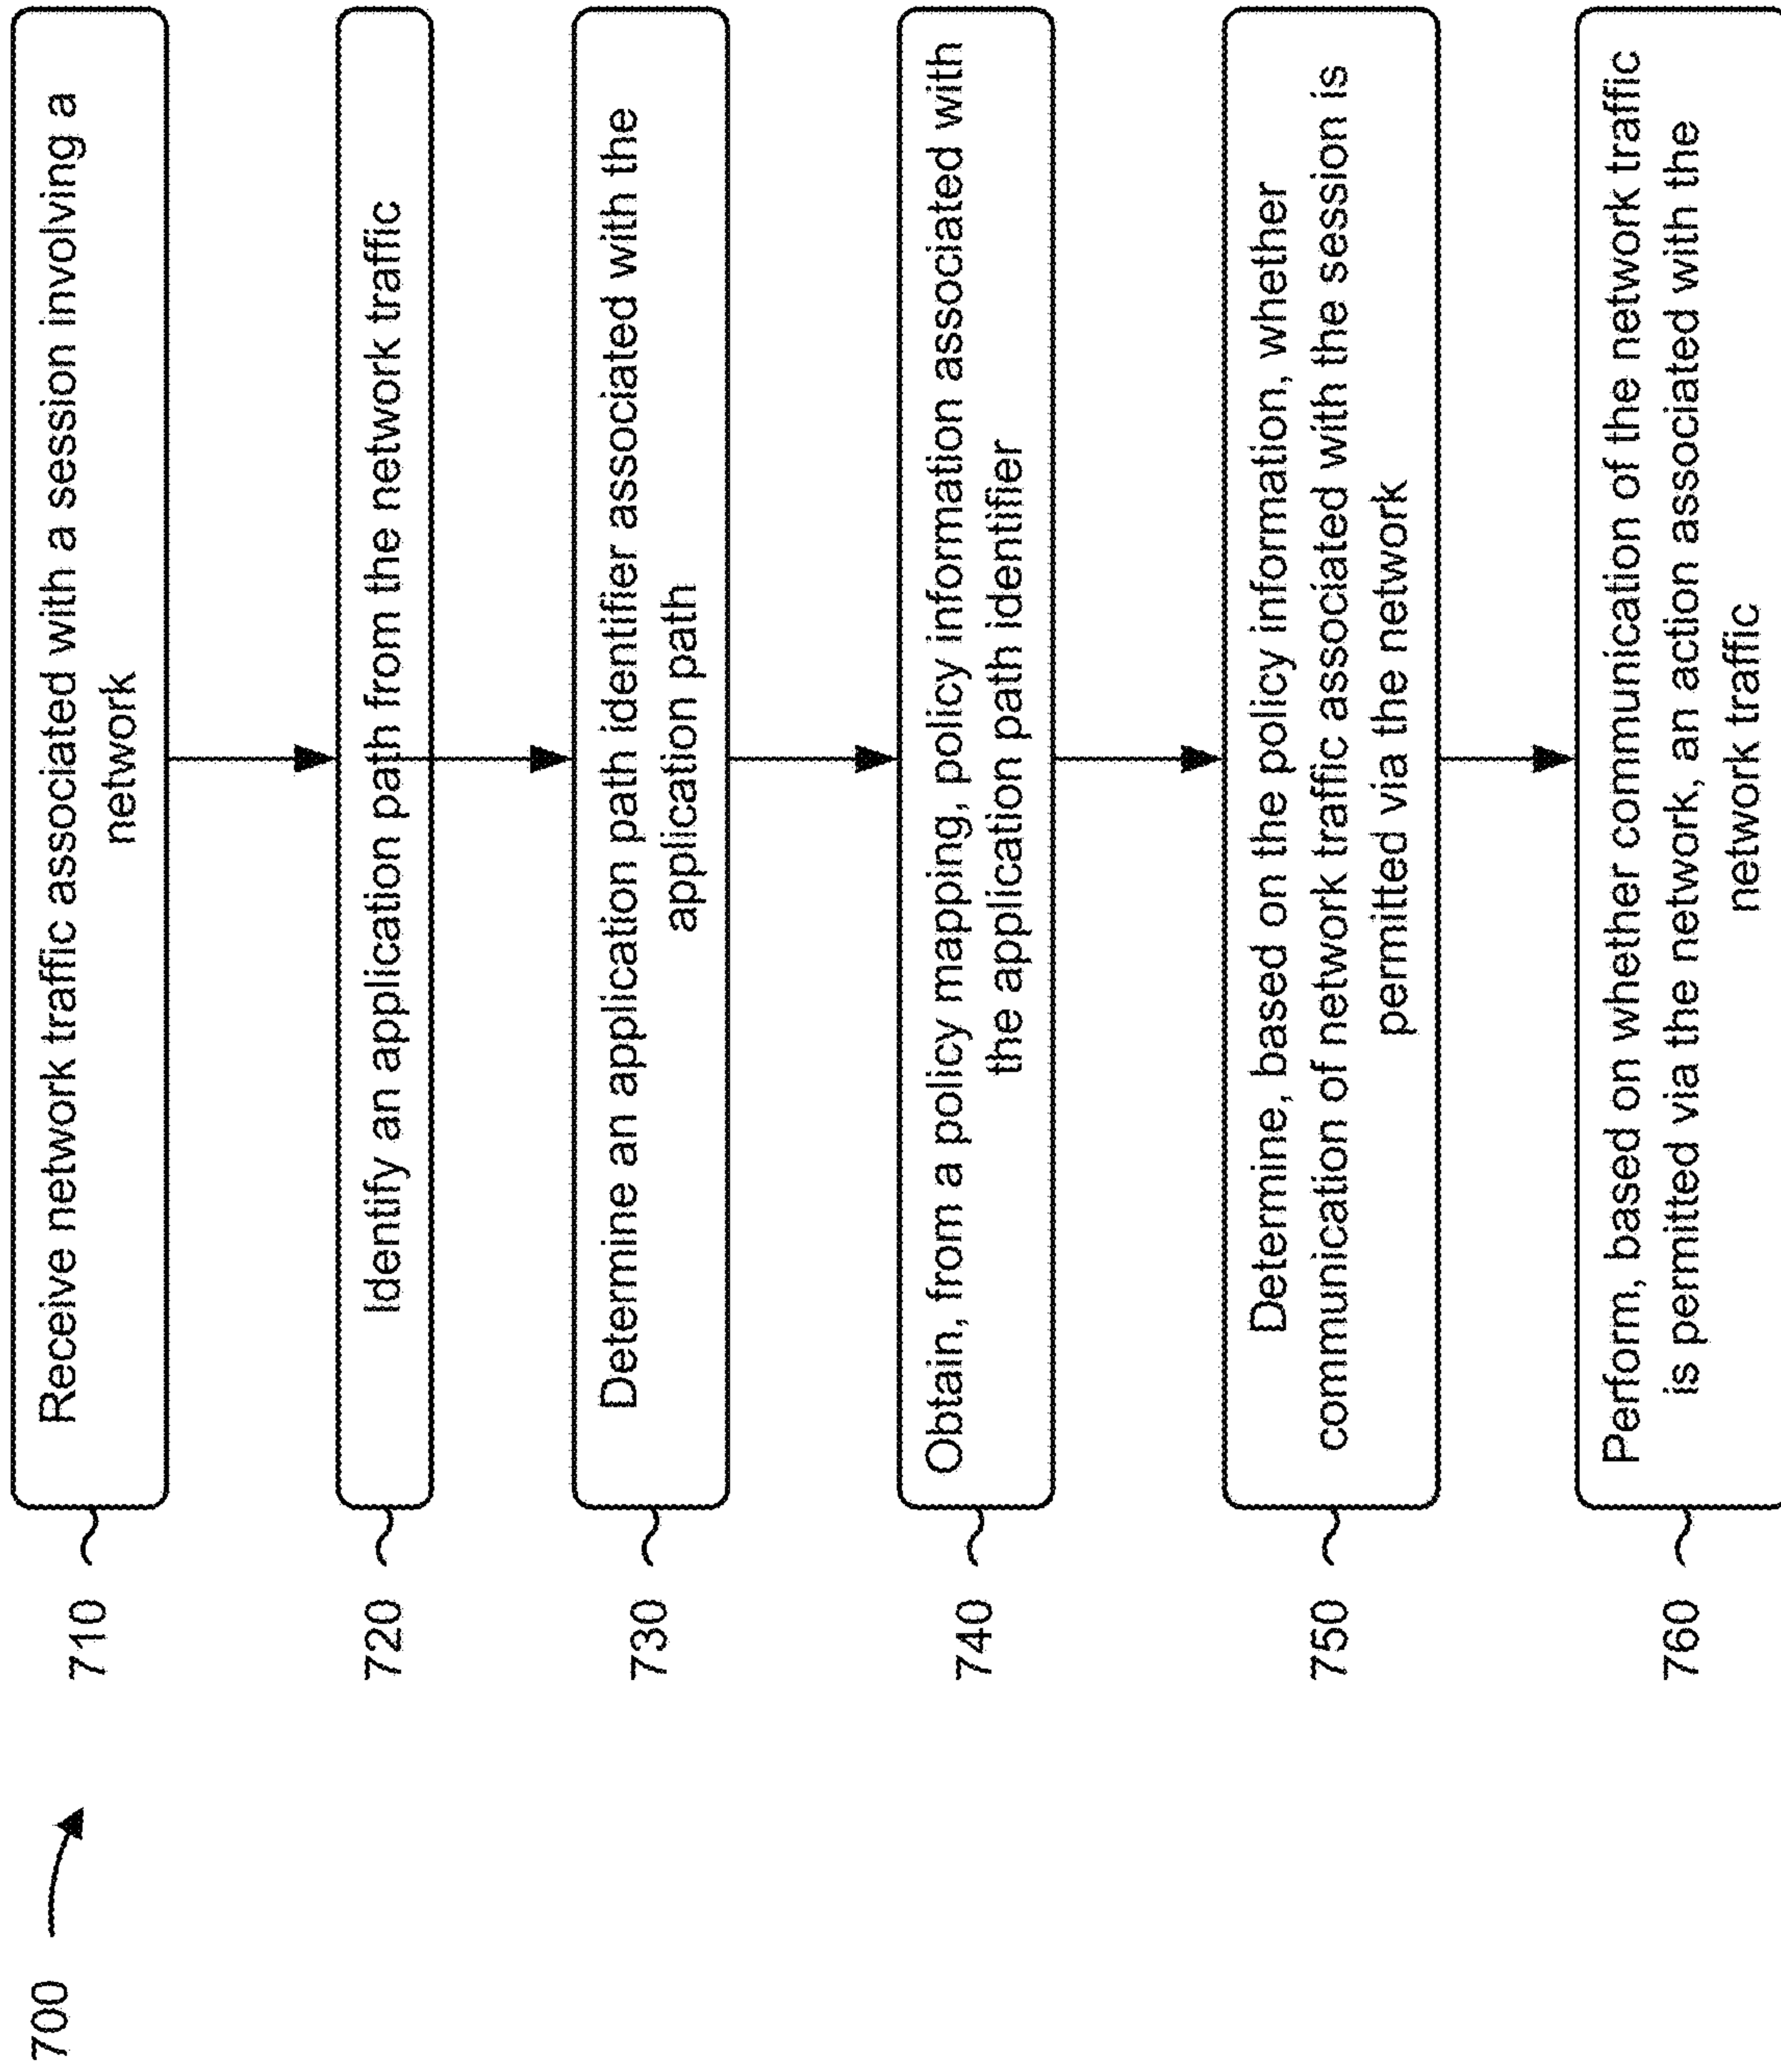 700
710
Receive network traffic associated with a session involving a
network
720
Identify an application path from the network traffic
730
Determine an application path identifier associated with the
application path
740
Obtain, from a policy mapping, policy information associated with
the application path identifier
750
Determine, based on the policy information, whether
communication of network traffic associated with the session is
permitted via the network
760
Perform, based on whether communication of the network traffic
is permitted via the network, an action associated with the
network traffic